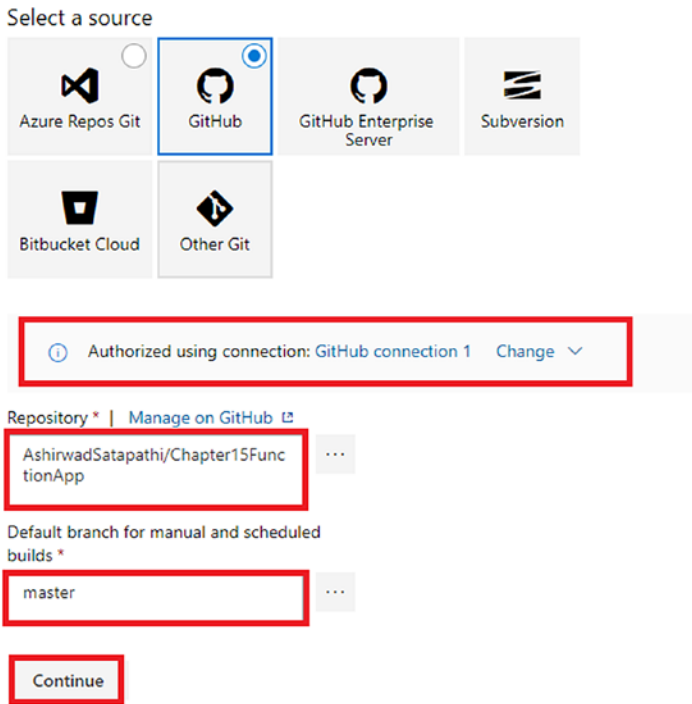 Select a source
Azure Repos Git
GitHub
GitHub Enterprise
Server
Subversion
Bitbucket Cloud
Other Git
Authorized using connection: GitHub connection 1 Change
Repository * | Manage on GitHub
AshirwadSatapathi/Chapter15Func
tionApp
...
Default branch for manual and scheduled
builds *
master
...
Continue